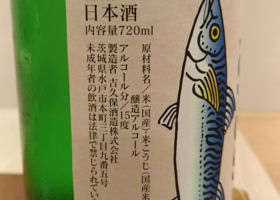 日本酒
内容量720ml
原材料名／米（国産）・米こうじ（国産米）
醸造アルコール
アルコール分／15度
製造者 吉久保酒造株式会社
茨城県水戸市本町三丁目九番五号
未成年者の飲酒は法律で禁じられてい